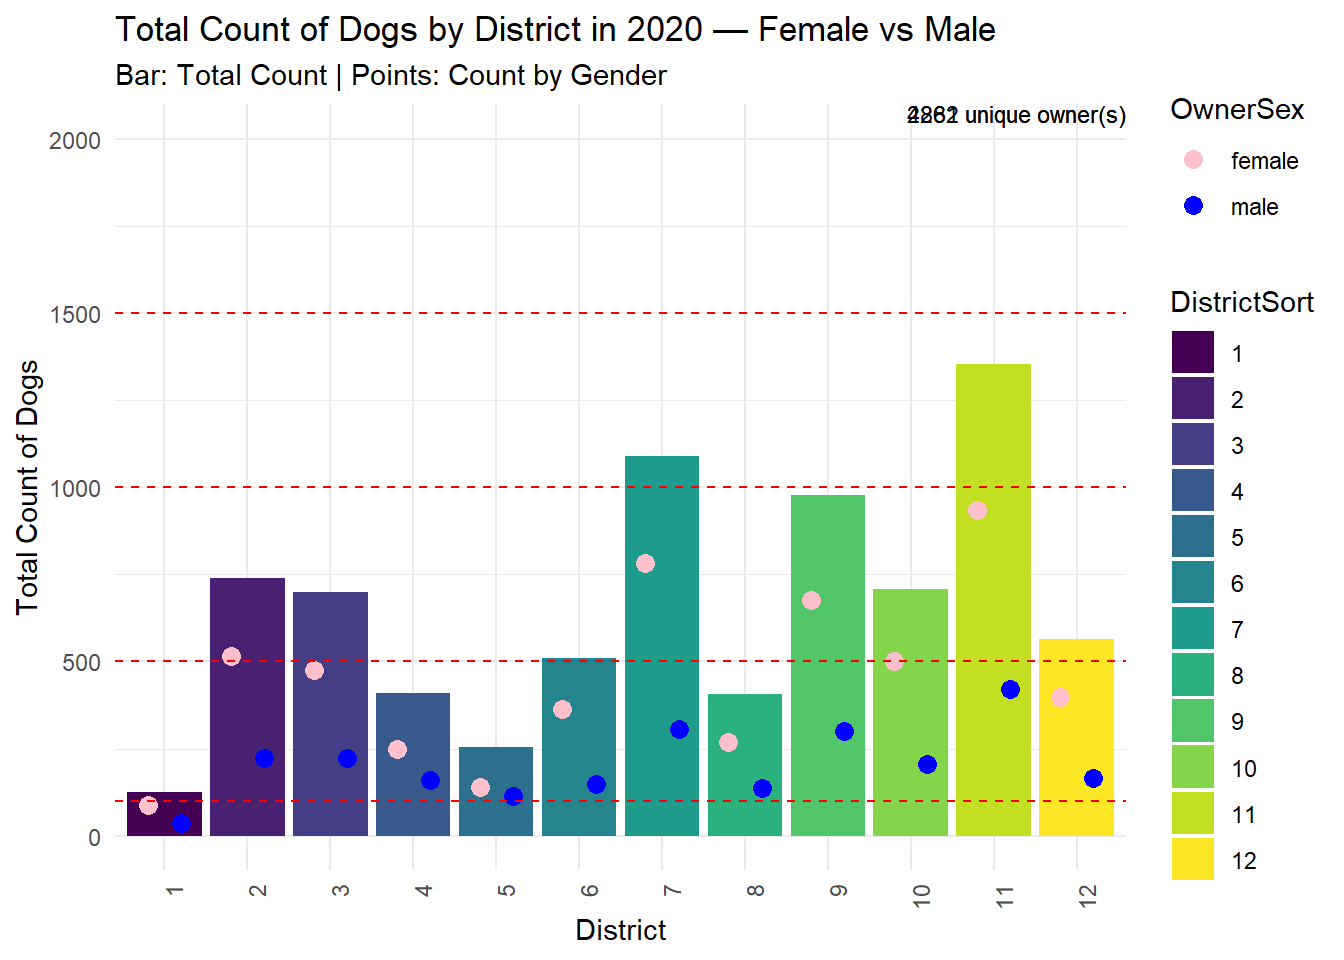 Total Count of Dogs by District in 2020 — Female vs Male
Bar: Total Count | Points: Count by Gender
unique owner(s)
OwnerSex
female
male
DistrictSort
1
2
3
4
5
6
7
8
9
10
11
12
2000
1500
1000
500
0
Total Count of Dogs
1 2 3 4 5 6 7 8 9 10 11 12
District